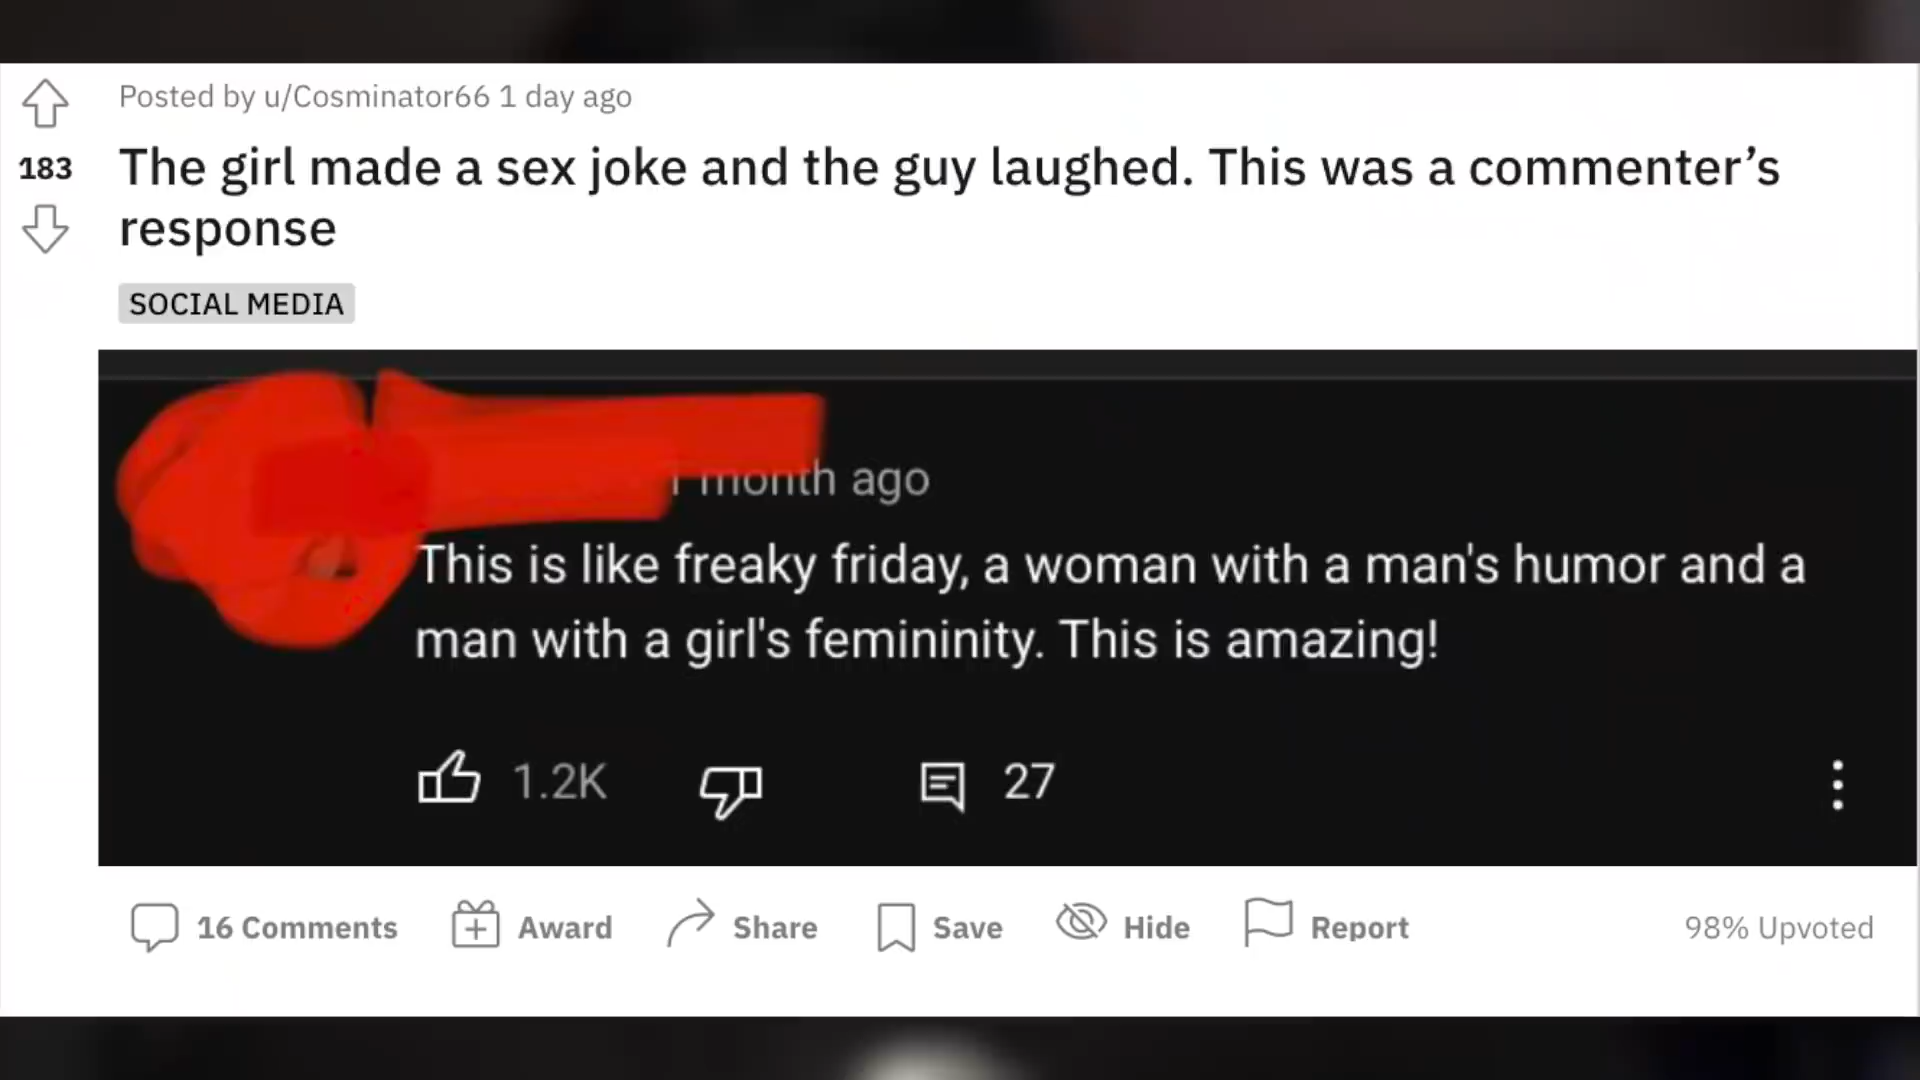 Posted by u/Cosminator66 1 day ago
183
The girl made a sex joke and the guy laughed. This was a commenter’s
response
SOCIAL MEDIA
1 month ago
This is like freaky friday, a woman with a man's humor and a
man with a girl's femininity. This is amazing!
1.2K 27
16 Comments Award Share Save Hide Report 98% Upvoted